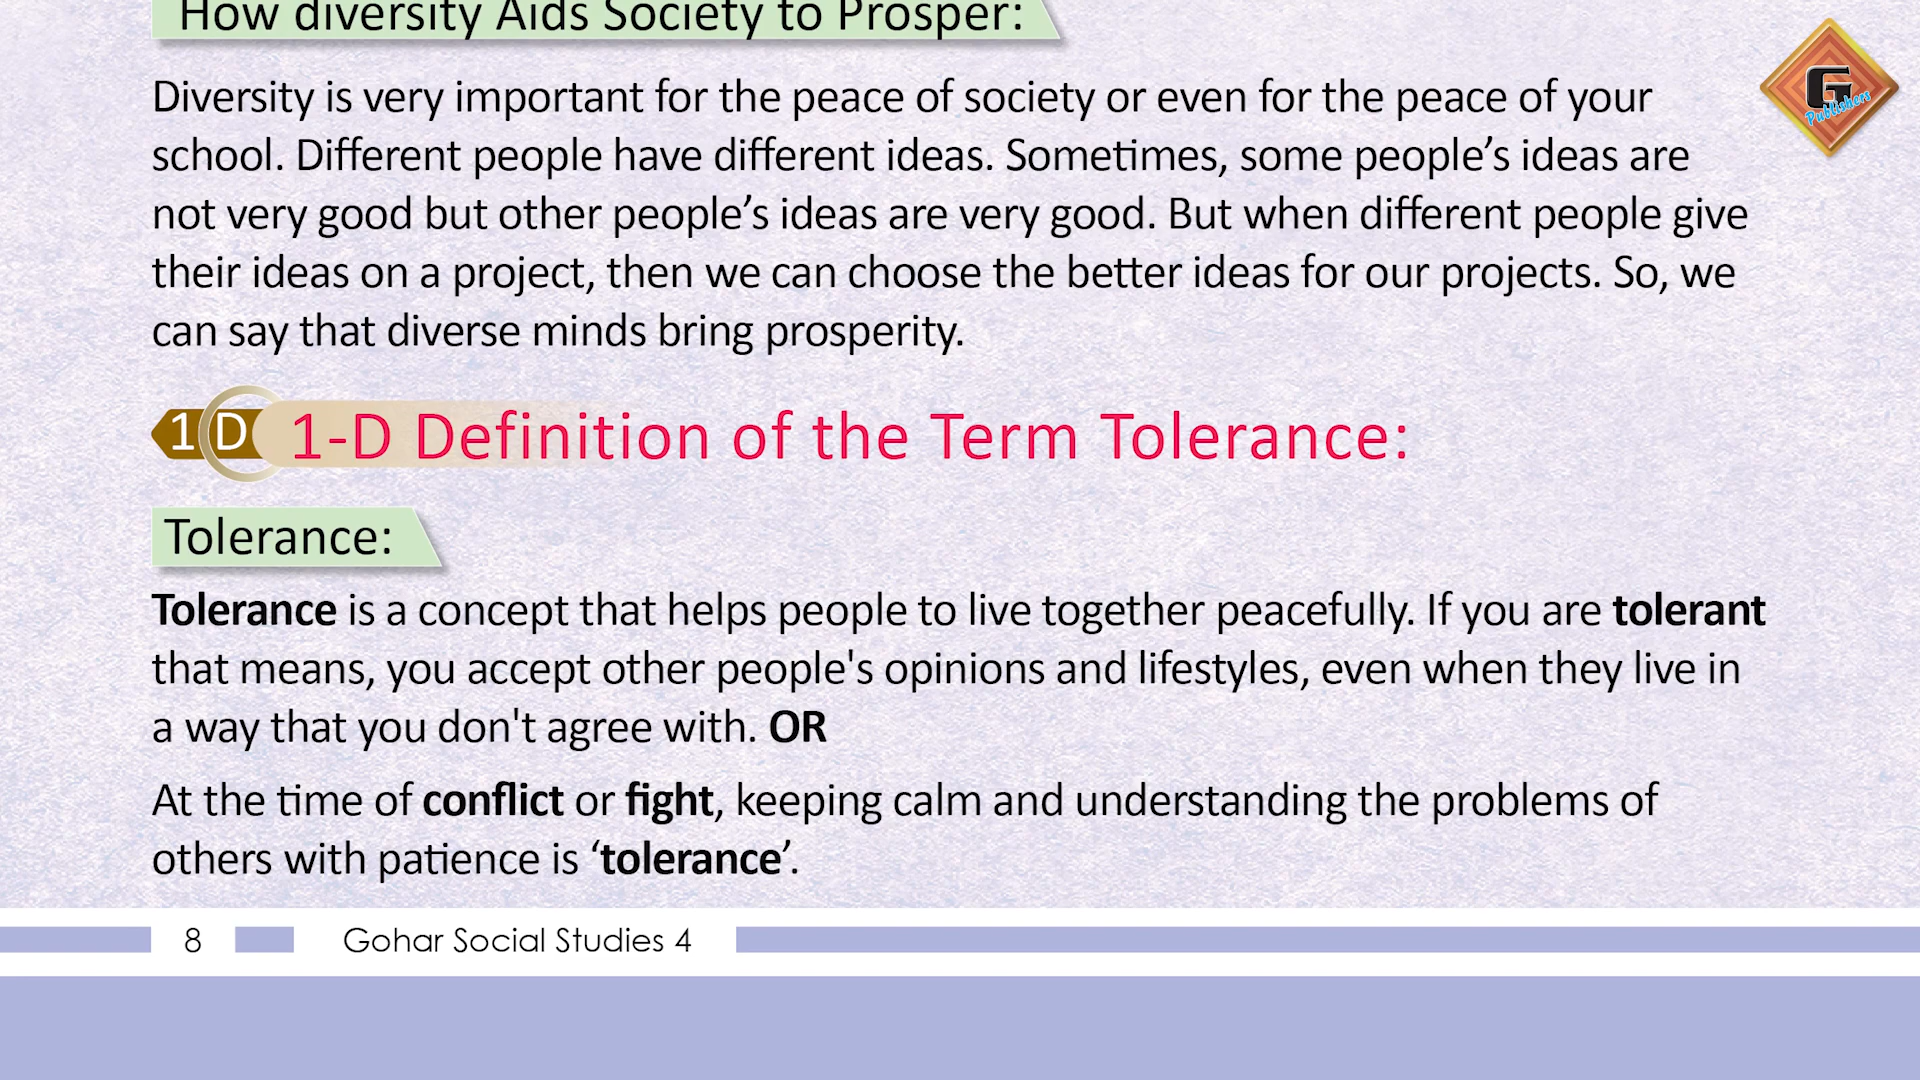 How diversity Aids Society to Prosper:
G
Publishers
Diversity is very important for the peace of society or even for the peace of your
school. Different people have different ideas. Sometimes, some people’s ideas are
not very good but other people’s ideas are very good. But when different people give
their ideas on a project, then we can choose the better ideas for our projects. So, we
can say that diverse minds bring prosperity.
1 D 1-D Definition of the Term Tolerance:
Tolerance:
Tolerance is a concept that helps people to live together peacefully. If you are tolerant
that means, you accept other people's opinions and lifestyles, even when they live in
a way that you don't agree with. OR
At the time of conflict or fight, keeping calm and understanding the problems of
others with patience is ‘tolerance’.
8 Gohar Social Studies 4